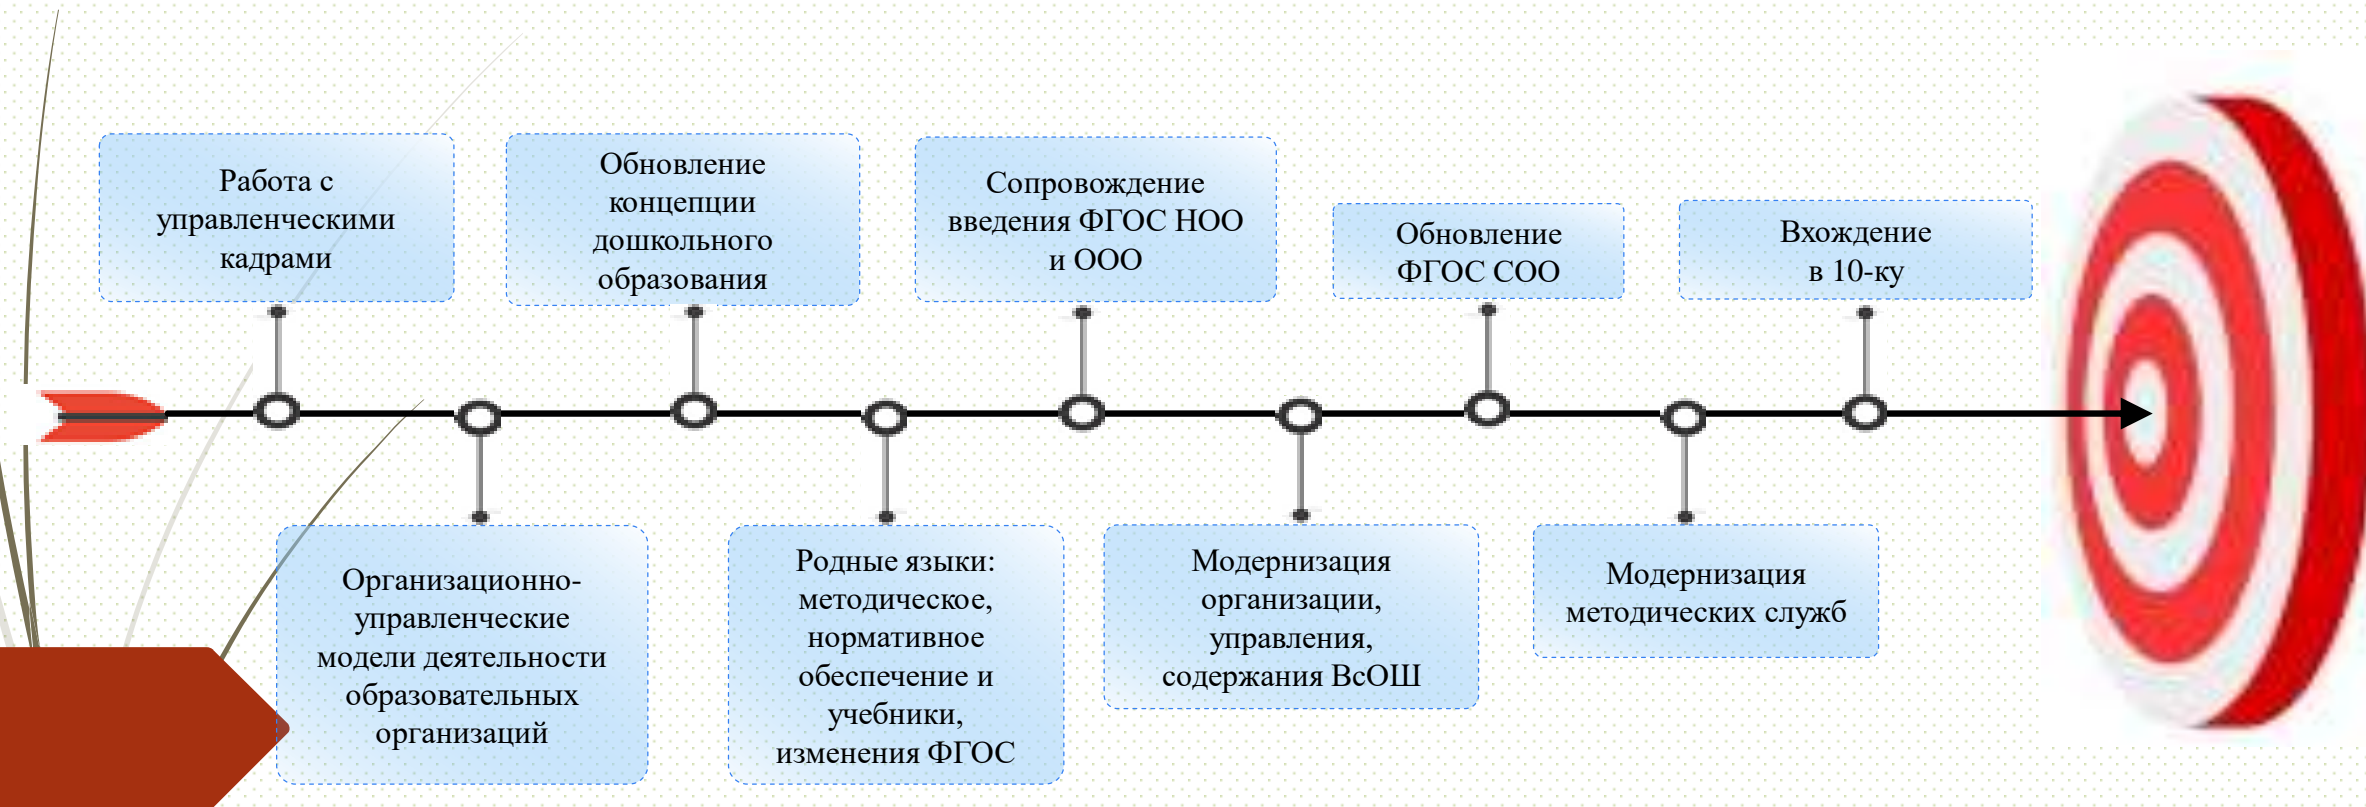 Работа с
управленческими
кадрами
Обновление
концепции
дошкольного
образования
Сопровождение
введения ФГОС НОО
и ООО
Обновление
ФГОС СОО
Вхождение
в 10-ку
Организационно-
управленческие
модели деятельности
образовательных
организаций
Родные языки:
методическое,
нормативное
обеспечение и
учебники,
изменения ФГОС
Модернизация
организации,
управления,
содержания ВсОШ
Модернизация
методических служб